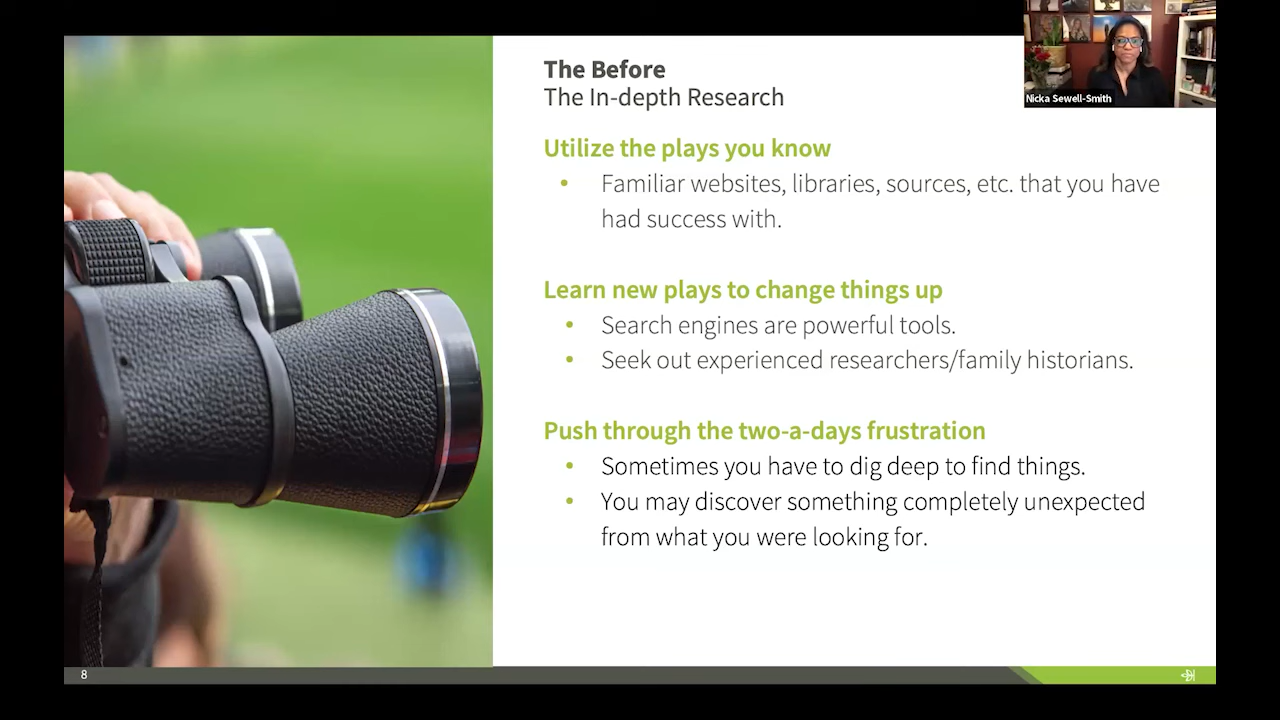 The Before
The In-depth Research
Nicka Sewell-Smith
Utilize the plays you know
• Familiar websites, libraries, sources, etc. that you have
had success with.
Learn new plays to change things up
• Search engines are powerful tools.
• Seek out experienced researchers/family historians.
Push through the two-a-days frustration
• Sometimes you have to dig deep to find things.
• You may discover something completely unexpected
from what you were looking for.
8